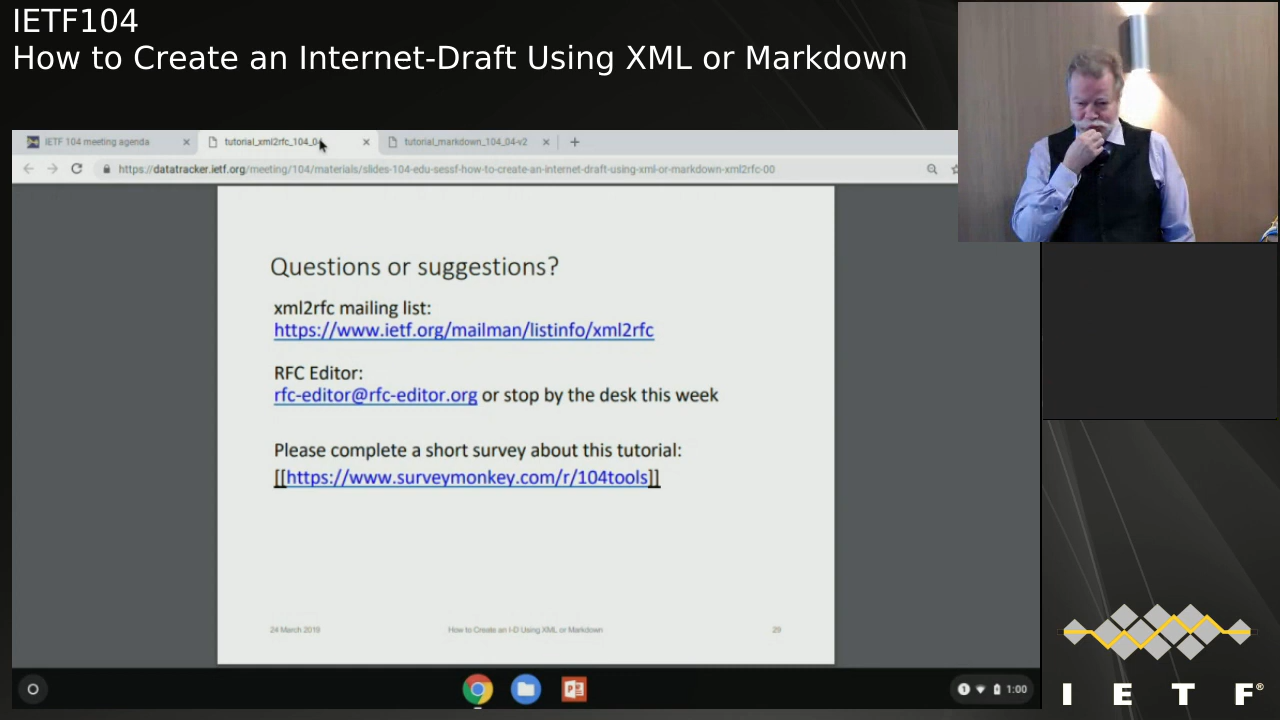 IETF104
How to Create an Internet-Draft Using XML or Markdown
IETF 104 meeting agenda
tutorial_xml2rfc_104_04
tutorial_markdown_104_04-v2
https://datatracker.ietf.org/meeting/104/materials/slides-104-edu-sessf-how-to-create-an-internet-draft-using-xml-or-markdown-xml2rfc-00
Questions or suggestions?
xml2rfc mailing list:
https://www.ietf.org/mailman/listinfo/xml2rfc
RFC Editor:
rfc-editor@rfc-editor.org or stop by the desk this week
Please complete a short survey about this tutorial:
[[https://www.surveymonkey.com/r/104tools]]
24 March 2019
How to Create an I-D Using XML or Markdown
29
1
1:00
I E T F®